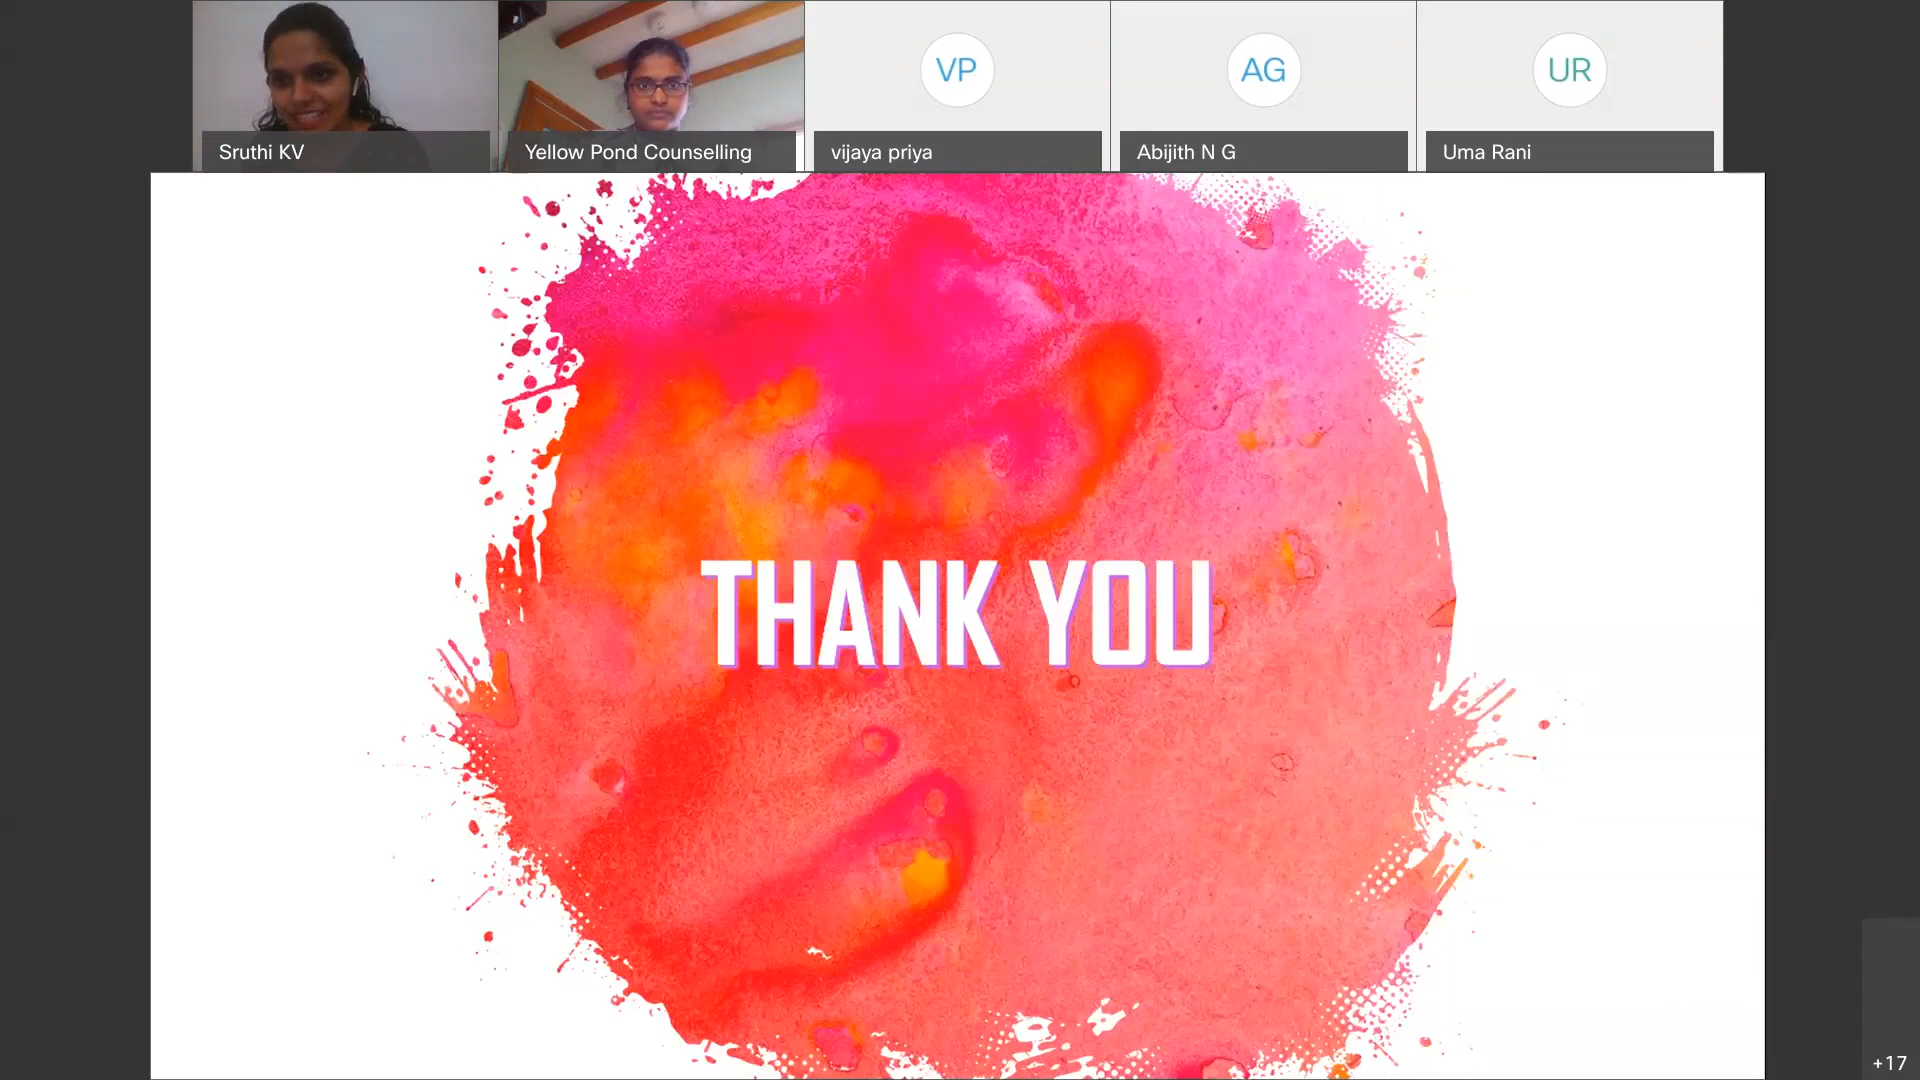 VP
AG
UR
Sruthi KV
Yellow Pond Counselling
vijaya priya
Abijith N G
Uma Rani
THANK YOU
+17